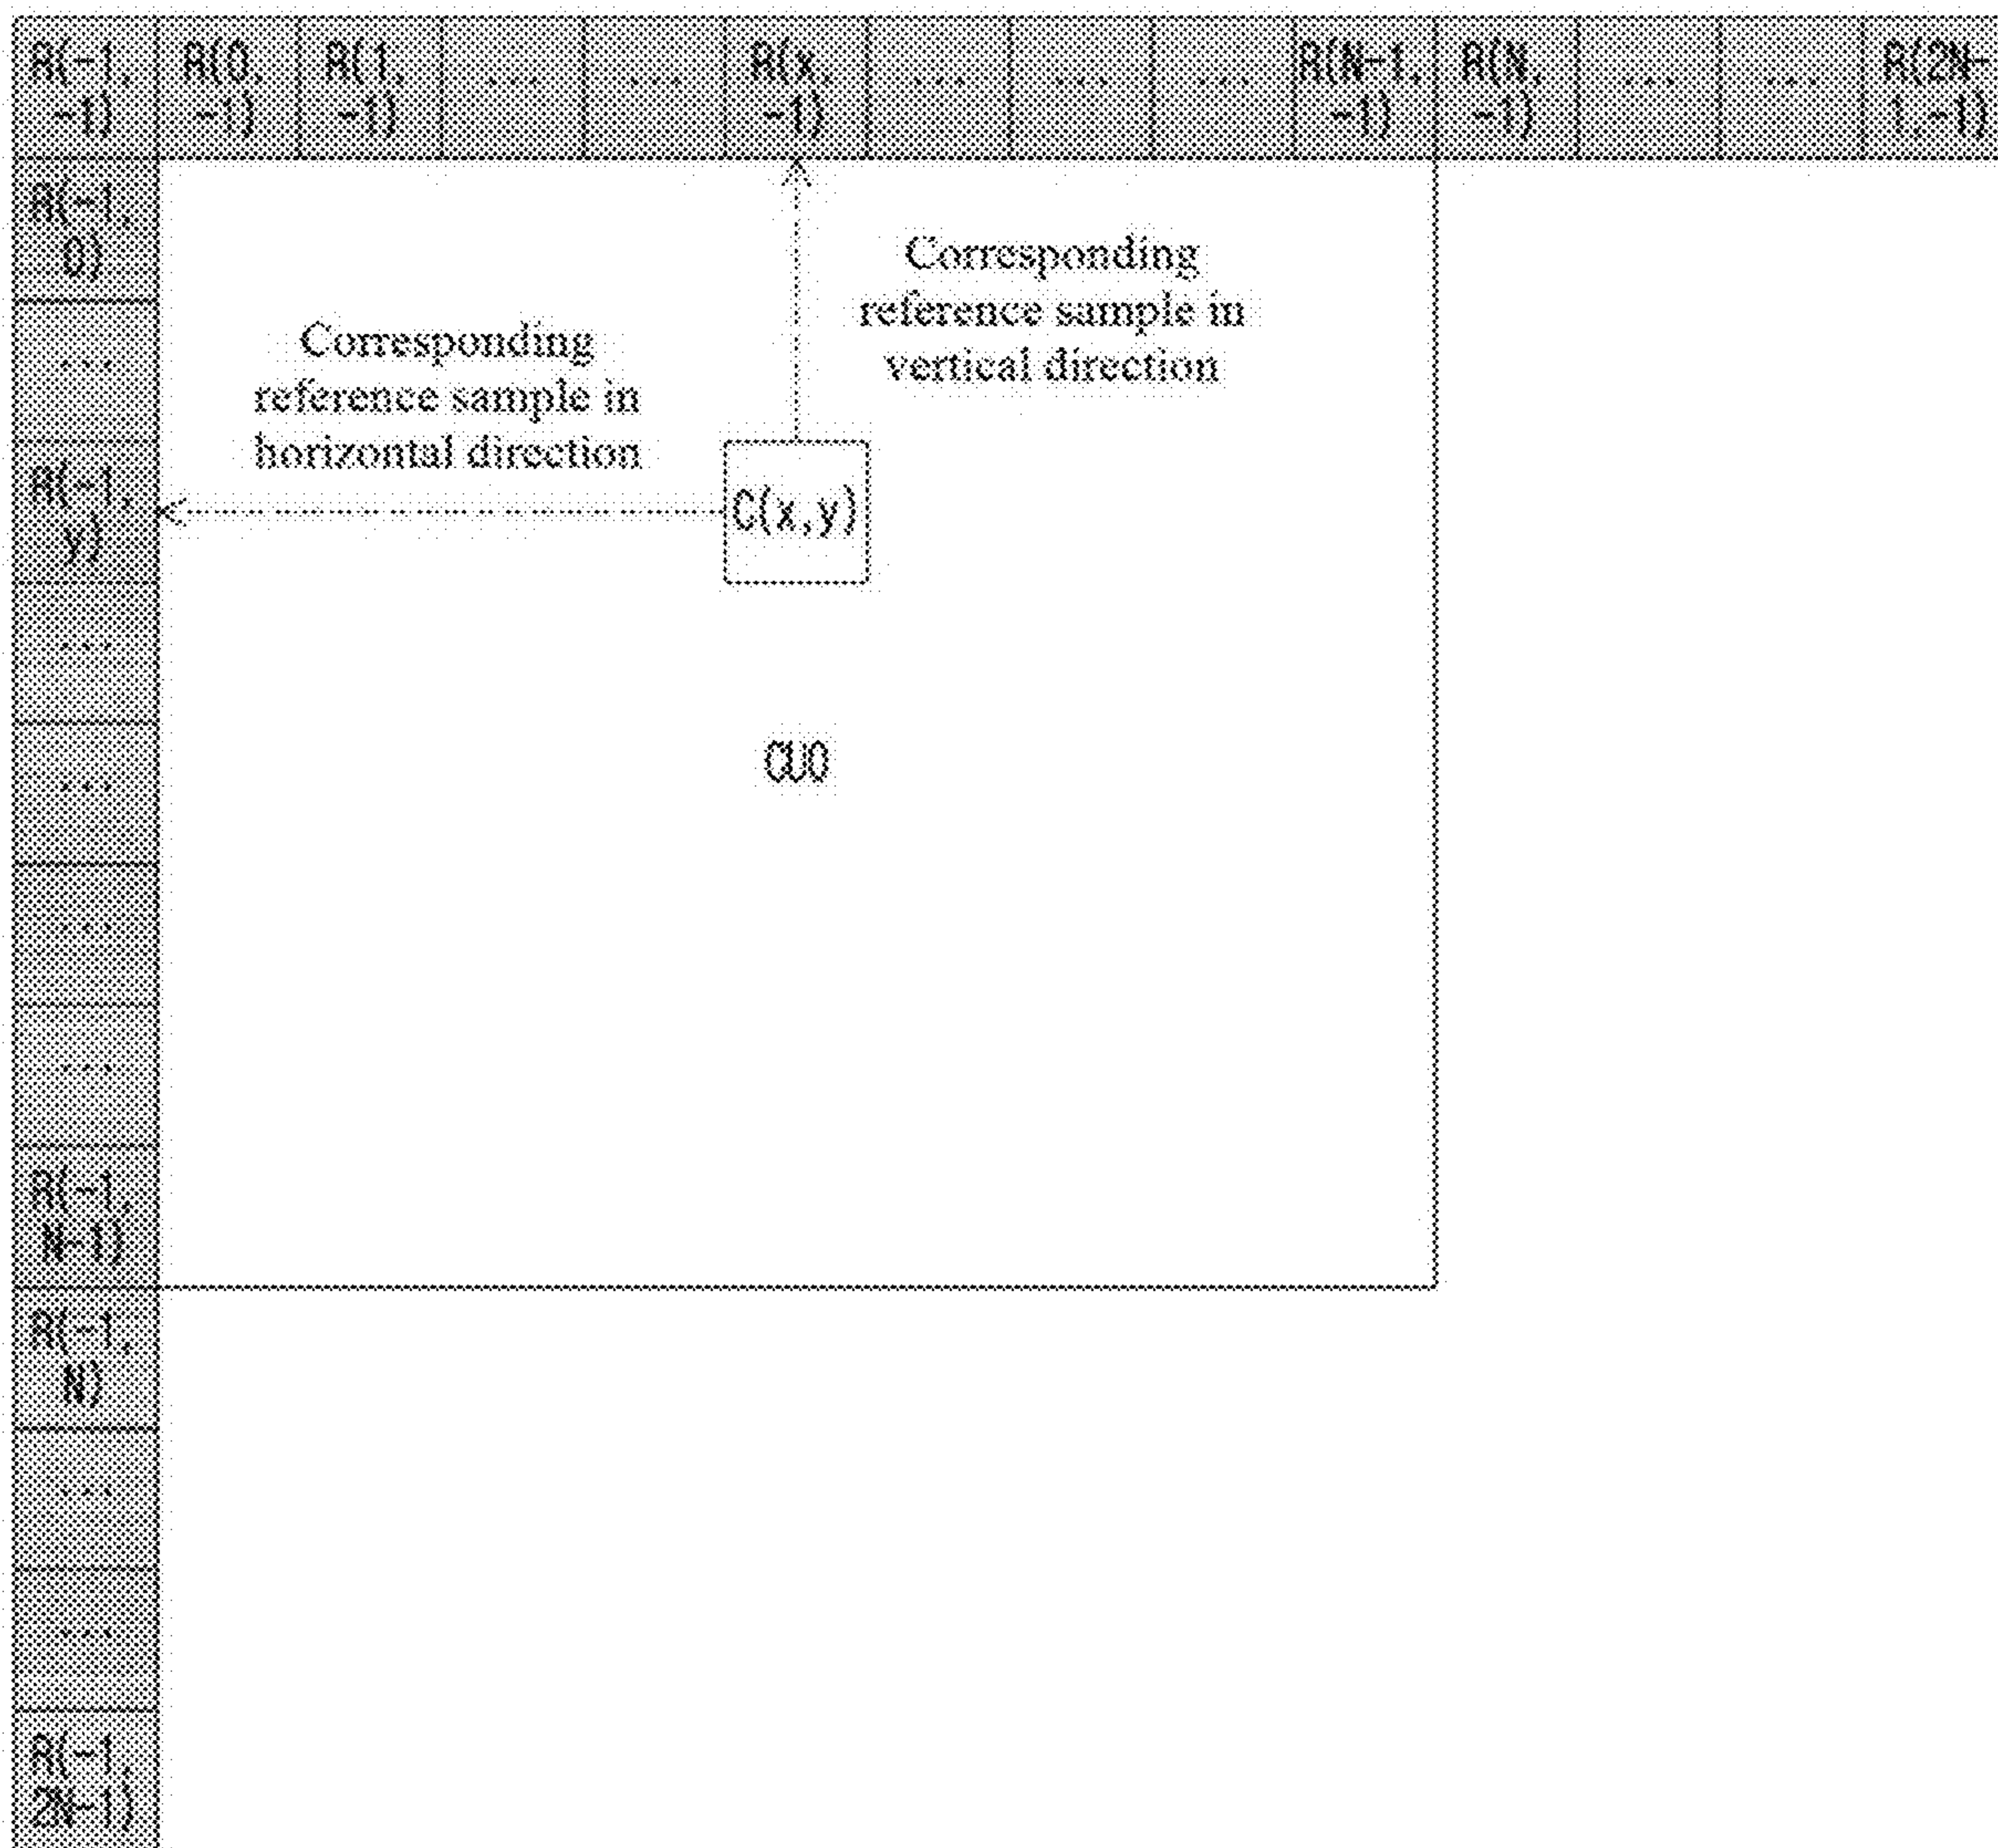 R(-1,
-1)
R(0,
-1)
R(1,
-1)
...
...
R(x,
-1)
...
...
...
R(N-1,
-1)
R(N,
-1)
...
...
R(2N-
1,-1)
R(-1,
0)
...
Corresponding
reference sample in
vertical direction
Corresponding
reference sample in
horizontal direction
R(-1,
y)
C(x,y)
...
CU0
...
...
...
R(-1,
N-1)
R(-1,
N)
...
...
R(-1,
2N-1)